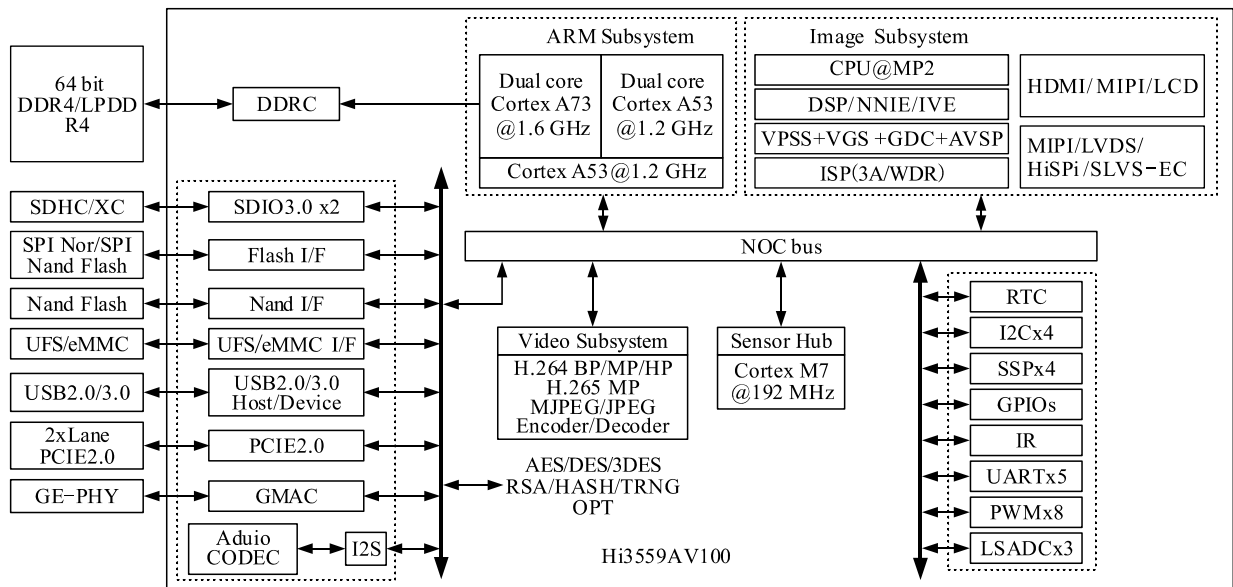 64 bit
DDR4/LPDD
R4
DDRC
ARM Subsystem
Dual core
Cortex A73
@1.6 GHz
Dual core
Cortex A53
@1.2 GHz
Cortex A53@1.2 GHz
Image Subsystem
CPU@MP2
DSP/NNIE/IVE
VPSS+VGS +GDC+AVSP
ISP(3A/WDR)
HDMI/MIPI/LCD
MIPI/LVDS/
HiSPi/SLVS-EC
SDHC/XC
SDIO3.0 x2
SPI Nor/SPI
Nand Flash
Flash I/F
Nand Flash
Nand I/F
UFS/eMMC
UFS/eMMC I/F
USB2.0/3.0
USB2.0/3.0
Host/Device
2xLane
PCIE2.0
PCIE2.0
GE-PHY
GMAC
Aduio
CODEC
I2S
NOC bus
Video Subsystem
H.264 BP/MP/HP
H.265 MP
MJPEG/JPEG
Encoder/Decoder
Sensor Hub
Cortex M7
@192 MHz
AES/DES/3DES
RSA/HASH/TRNG
OPT
Hi3559AV100
RTC
I2Cx4
SSPx4
GPIOs
IR
UARTx5
PWMx8
LSADCx3